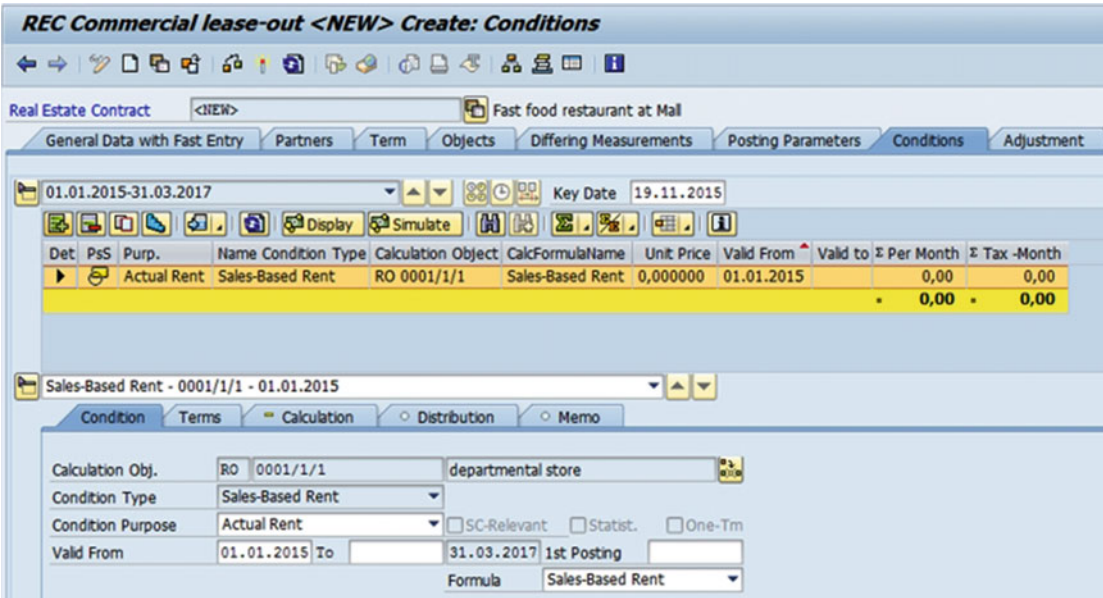 REC Commercial lease-out <NEW> Create: Conditions
Real Estate Contract <NEW> Fast food restaurant at Mall
General Data with Fast Entry Partners Term Objects Differing Measurements Posting Parameters Conditions Adjustment
01.01.2015-31.03.2017 Key Date 19.11.2015
Display Simulate
Det PsS Purp. Name Condition Type Calculation Object CalcFormulaName Unit Price Valid From Valid to Σ Per Month Σ Tax -Month
Actual Rent Sales-Based Rent RO 0001/1/1 Sales-Based Rent 0,000000 01.01.2015 0,00 0,00
0,00 0,00
Sales-Based Rent - 0001/1/1 - 01.01.2015
Condition Terms Calculation Distribution Memo
Calculation Obj. RO 0001/1/1 departmental store
Condition Type Sales-Based Rent
Condition Purpose Actual Rent SC-Relevant Statist. One-Tm
Valid From 01.01.2015 To 31.03.2017 1st Posting
Formula Sales-Based Rent